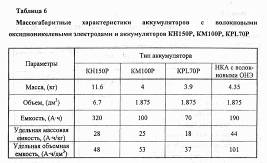 Таблица 6
Массогабаритные характеристики аккумуляторов с волокновыми
оксидноникелевыми электродами и аккумуляторов КН150Р, КМ100Р, KPL70P
Параметры
Тип аккумулятора
КН150Р КМ100Р KPL70P НКА с волокновым ОНЭ
Масса, (кг) 11.6 4 3.9 4.35
Объем, (дм³) 6.7 1.875 1.875 1.875
Емкость, (А·ч) 320 100 70 190
Удельная массовая емкость, (А·ч/кг) 28 25 18 44
Удельная объемная емкость, (А·ч/дм³) 48 53 37 101